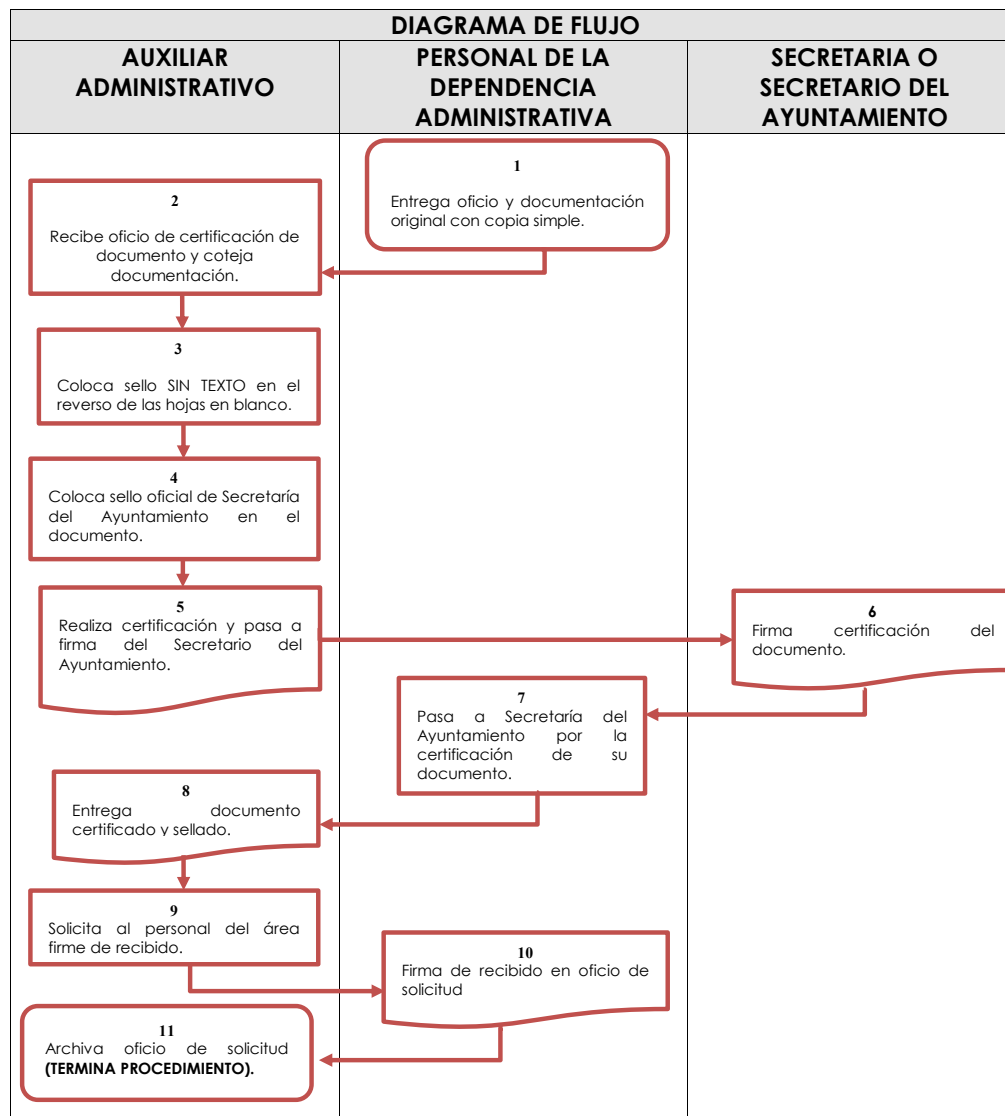 DIAGRAMA DE FLUJO
AUXILIAR
ADMINISTRATIVO
PERSONAL DE LA
DEPENDENCIA
ADMINISTRATIVA
SECRETARIA O
SECRETARIO DEL
AYUNTAMIENTO
1
Entrega oficio y documentación
original con copia simple.
2
Recibe oficio de certificación de
documento y coteja
documentación.
3
Coloca sello SIN TEXTO en el
reverso de las hojas en blanco.
4
Coloca sello oficial de Secretaría
del Ayuntamiento en el
documento.
5
Realiza certificación y pasa a
firma del Secretario del
Ayuntamiento.
6
Firma certificación del
documento.
7
Pasa a Secretaría del
Ayuntamiento por la
certificación de su
documento.
8
Entrega documento
certificado y sellado.
9
Solicita al personal del área
firme de recibido.
10
Firma de recibido en oficio de
solicitud
11
Archiva oficio de solicitud
(TERMINA PROCEDIMIENTO).